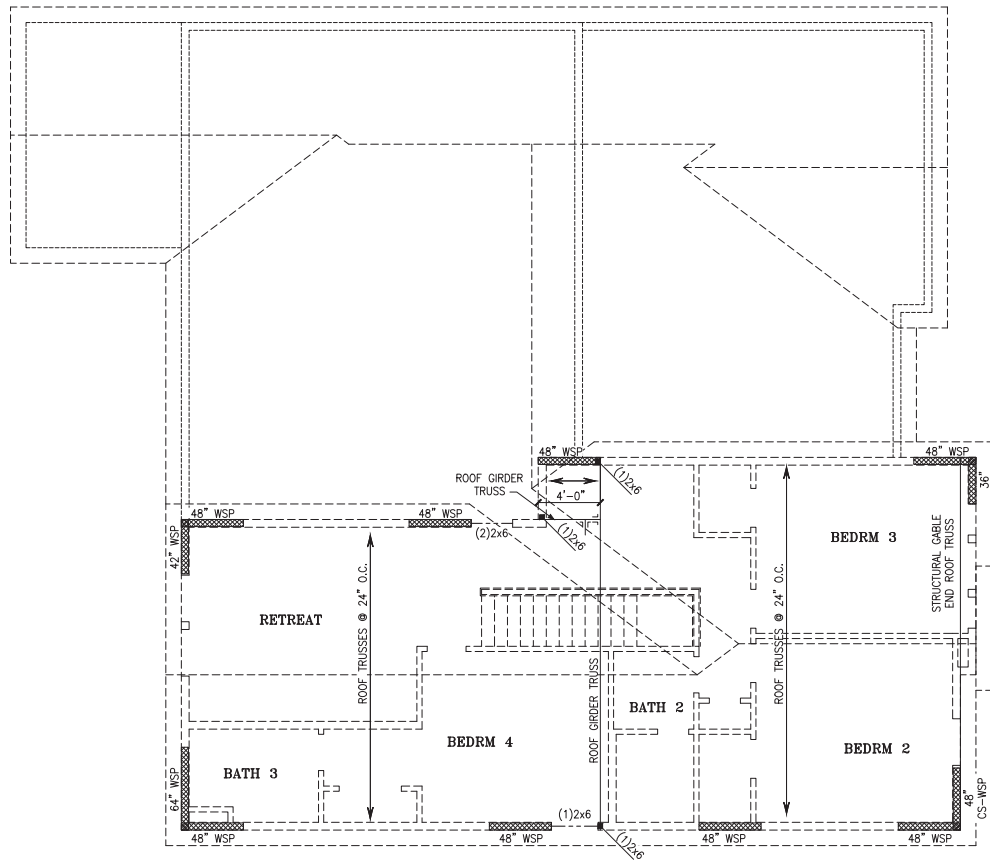 48" WSP
48" WSP
(1)2x6
36"
ROOF GIRDER
TRUSS
4'-0"
48" WSP
48" WSP
(2)2x6
(1)2x6
42" WSP
BEDRM 3
STRUCTURAL GABLE
END ROOF TRUSS
RETREAT
ROOF TRUSSES @ 24" O.C.
ROOF TRUSSES @ 24" O.C.
ROOF GIRDER TRUSS
BATH 2
BEDRM 4
BEDRM 2
BATH 3
64" WSP
48"
CS-WSP
(1)2x6
48" WSP
48" WSP
(1)2x6
48" WSP
48" WSP